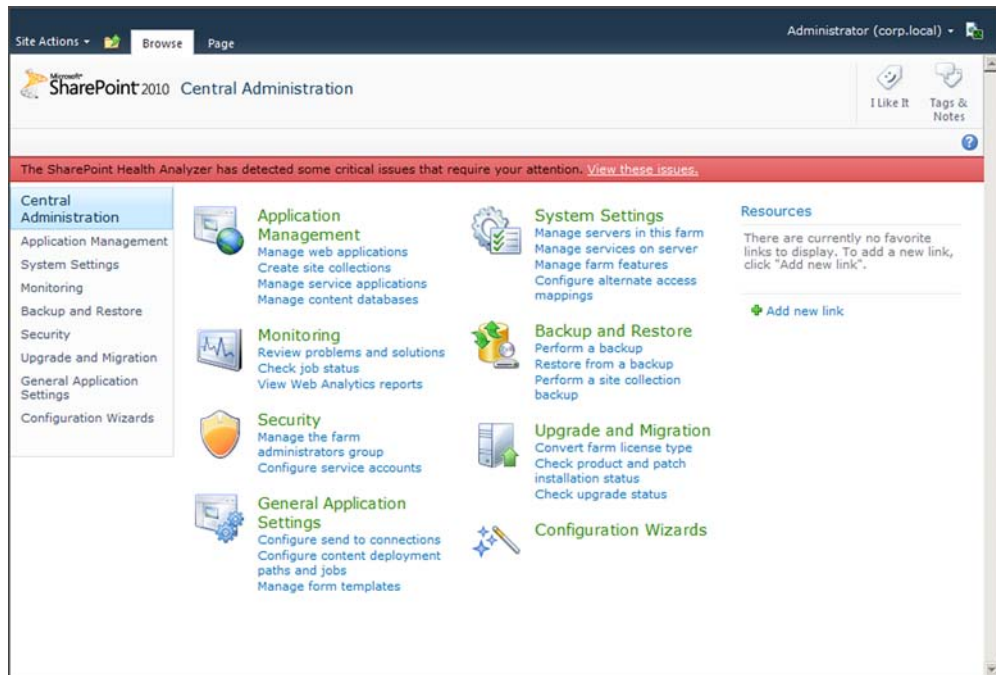 Site Actions
Browse
Page
Administrator (corp.local)
Microsoft
SharePoint 2010 Central Administration
I Like It
Tags &
Notes
The SharePoint Health Analyzer has detected some critical issues that require your attention. View these issues.
Central
Administration
Application Management
System Settings
Monitoring
Backup and Restore
Security
Upgrade and Migration
General Application
Settings
Configuration Wizards
Application
Management
Manage web applications
Create site collections
Manage service applications
Manage content databases
Monitoring
Review problems and solutions
Check job status
View Web Analytics reports
Security
Manage the farm
administrators group
Configure service accounts
General Application
Settings
Configure send to connections
Configure content deployment
paths and jobs
Manage form templates
System Settings
Manage servers in this farm
Manage services on server
Manage farm features
Configure alternate access
mappings
Backup and Restore
Perform a backup
Restore from a backup
Perform a site collection
backup
Upgrade and Migration
Convert farm license type
Check product and patch
installation status
Check upgrade status
Configuration Wizards
Resources
There are currently no favorite
links to display. To add a new link,
click "Add new link".
Add new link